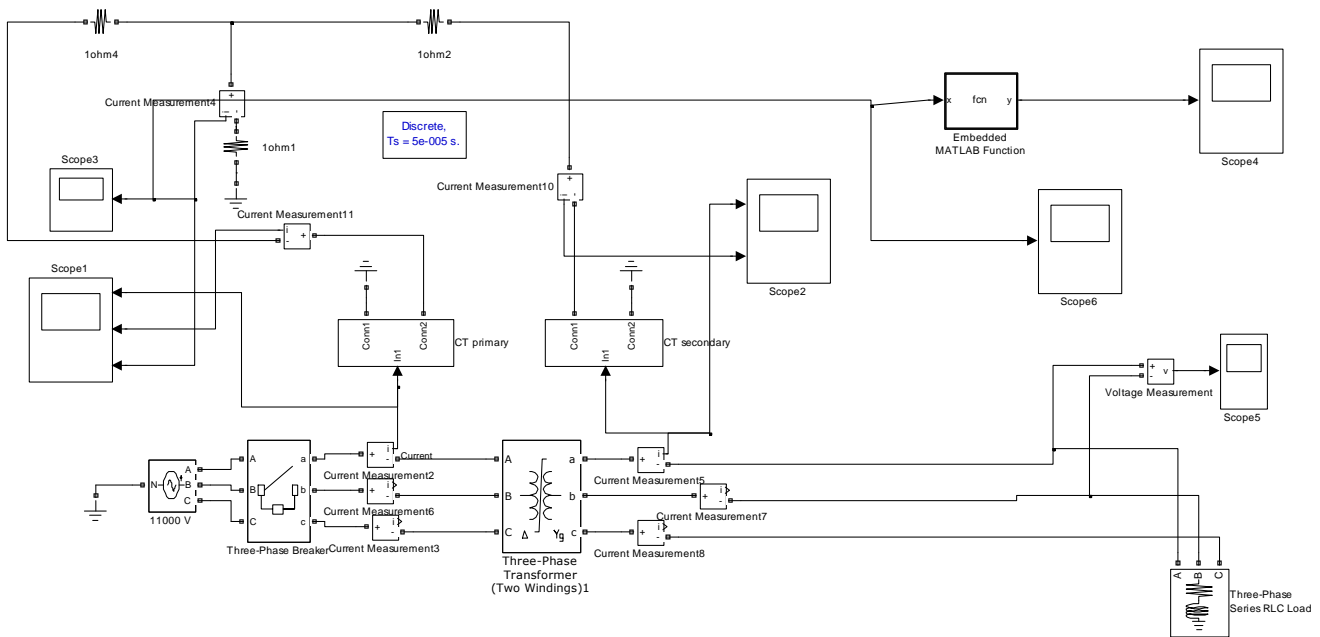 1ohm4
1ohm2
Current Measurement4
+
i
-
1ohm1
Discrete,
Ts = 5e-005 s.
x
fcn
y
Embedded
MATLAB Function
Scope4
Scope3
Current Measurement10
+
i
-
Current Measurement11
i
-
+
Scope2
Scope6
Scope1
Conn1
Conn2
In1
CT primary
Conn1
Conn2
In1
CT secondary
+
-
v
Voltage Measurement
Scope5
N
A
B
C
11000 V
A
B
C
a
b
c
Three-Phase Breaker
+
i
-
Current
Current Measurement2
+
i
-
Current Measurement6
+
i
-
Current Measurement3
A
B
C
a
b
c
Δ
Yg
Three-Phase
Transformer
(Two Windings)1
+
i
-
Current Measurement5
+
i
-
Current Measurement7
+
i
-
Current Measurement8
A
B
C
Three-Phase
Series RLC Load